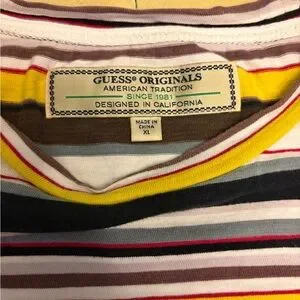 GUESS® ORIGINALS
AMERICAN TRADITION
SINCE 1981
DESIGNED IN CALIFORNIA
MADE IN
CHINA
XL